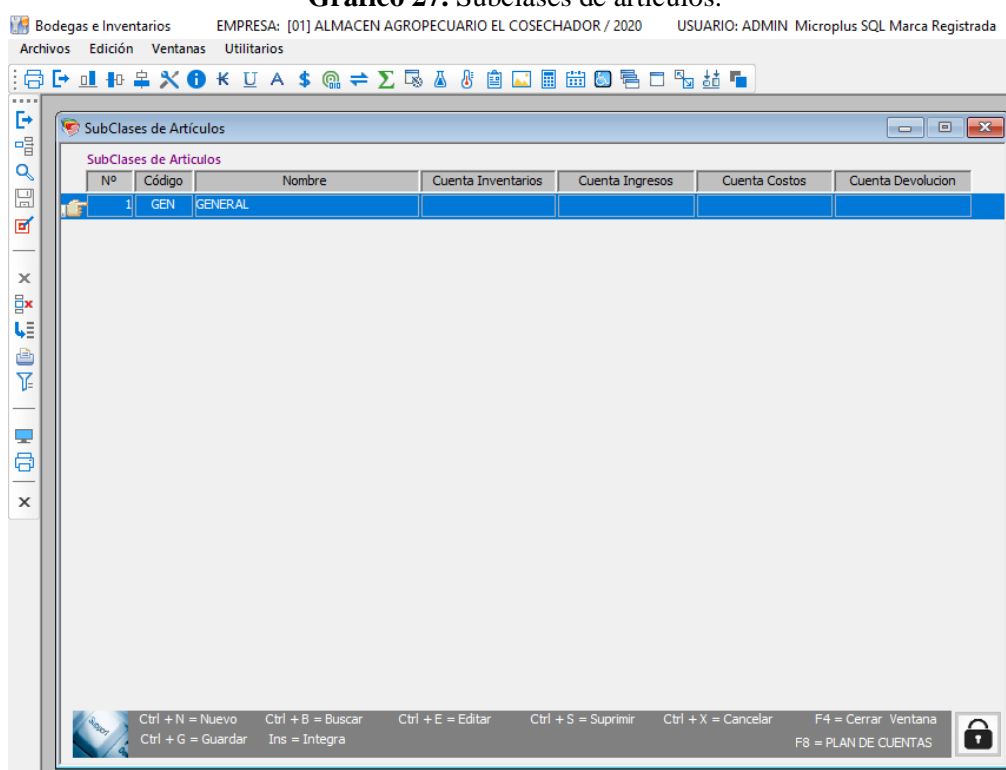 Gráfico 27. Subclases de artículos.
Bodegas e Inventarios EMPRESA: [01] ALMACEN AGROPECUARIO EL COSECHADOR / 2020 USUARIO: ADMIN Microplus SQL Marca Registrada
Archivos Edición Ventanas Utilitarios
SubClases de Artículos
SubClases de Articulos
Nº Código Nombre Cuenta Inventarios Cuenta Ingresos Cuenta Costos Cuenta Devolucion
1 GEN GENERAL
Ctrl + N = Nuevo Ctrl + B = Buscar Ctrl + E = Editar Ctrl + S = Suprimir Ctrl + X = Cancelar F4 = Cerrar Ventana
Ctrl + G = Guardar Ins = Integra F8 = PLAN DE CUENTAS
Support